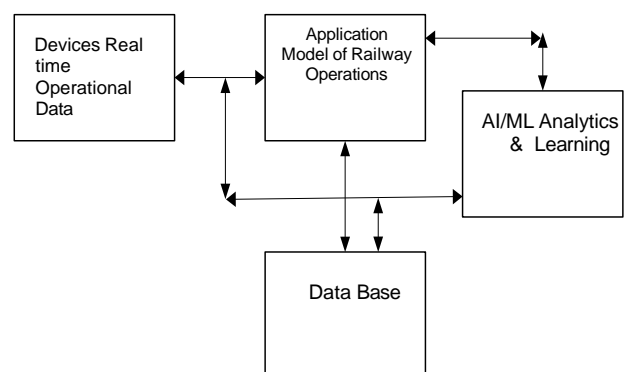 Devices Real
time
Operational
Data
Application
Model of Railway
Operations
AI/ML Analytics
& Learning
Data Base